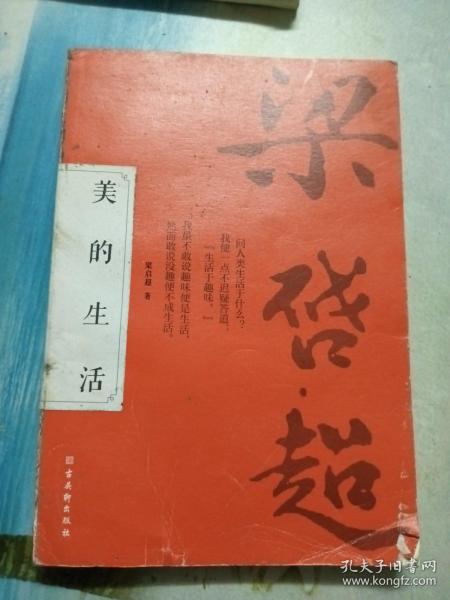 梁啓超
问人类生活于什么？
我便一点不迟疑答道：
『生活于趣味。』
我虽不敢说趣味便是生活，
然而敢说没趣便不成生活。
美的生活
梁启超 著
古吳軒出版社
孔夫子旧书网
www.kongfz.com